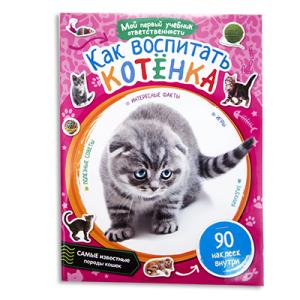 Мой первый учебник
ответственности
Как воспитать
КОТЁНКА
ИНТЕРЕСНЫЕ ФАКТЫ
ИГРЫ
ПОЛЕЗНЫЕ СОВЕТЫ
ЗАДАНИЯ
90
наклеек
внутри
САМЫЕ известные
породы кошек